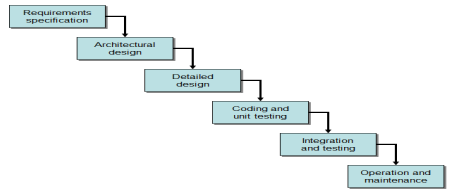 Requirements
specification
Architectural
design
Detailed
design
Coding and
unit testing
Integration
and testing
Operation and
maintenance